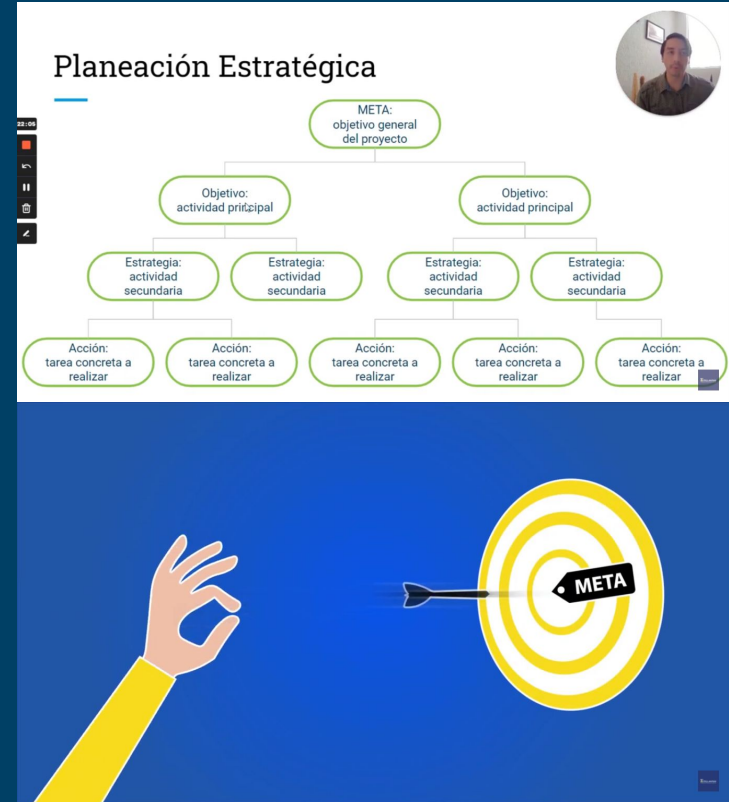 Planeación Estratégica
22:05
META:
objetivo general
del proyecto
Objetivo:
actividad principal
Objetivo:
actividad principal
Estrategia:
actividad
secundaria
Estrategia:
actividad
secundaria
Estrategia:
actividad
secundaria
Estrategia:
actividad
secundaria
Acción:
tarea concreta a
realizar
Acción:
tarea concreta a
realizar
Acción:
tarea concreta a
realizar
Acción:
tarea concreta a
realizar
Acción:
tarea concreta a
realizar
META